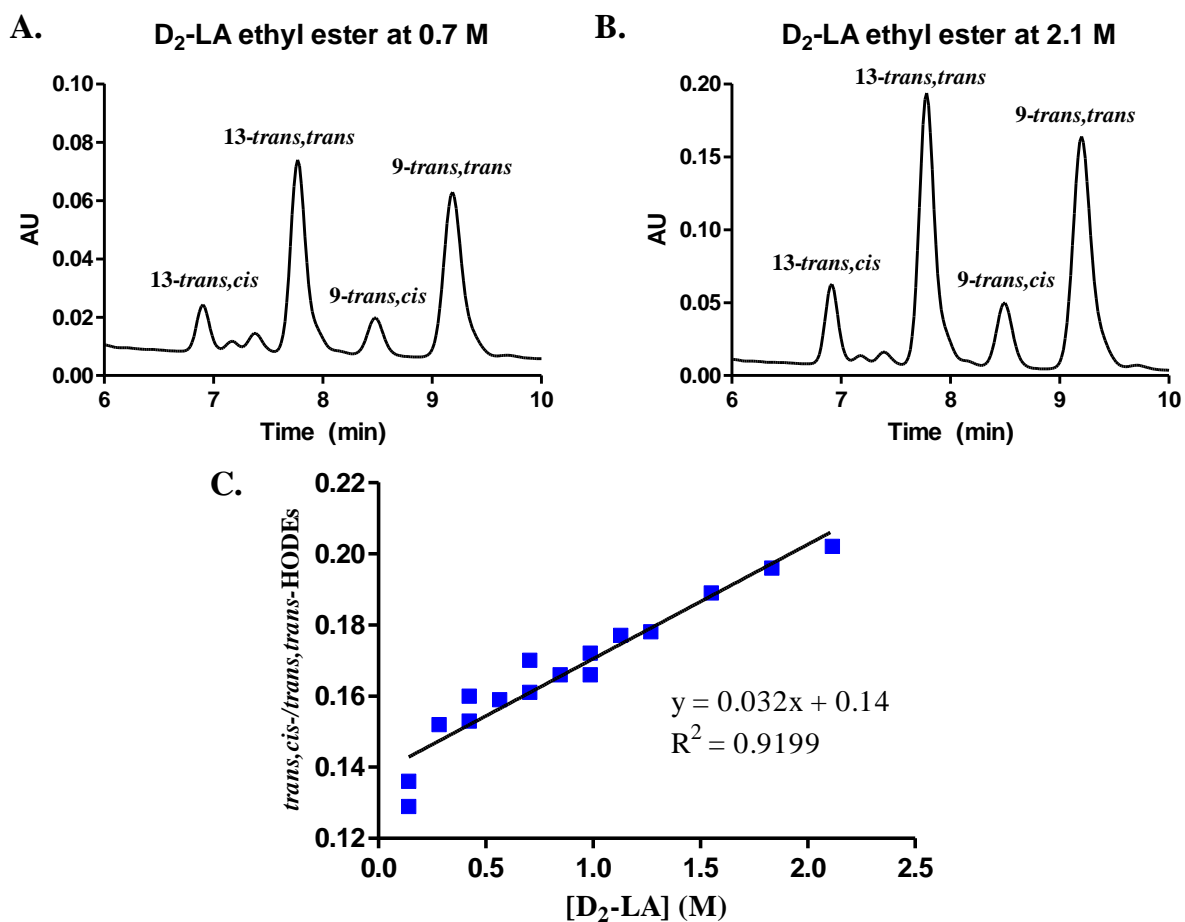 A.
D2-LA ethyl ester at 0.7 M
0.10
0.08
0.06
0.04
0.02
0.00
AU
13-trans,cis
13-trans,trans
9-trans,cis
9-trans,trans
6 7 8 9 10
Time (min)
B.
D2-LA ethyl ester at 2.1 M
0.20
0.15
0.10
0.05
0.00
AU
13-trans,cis
13-trans,trans
9-trans,cis
9-trans,trans
6 7 8 9 10
Time (min)
C.
0.22
0.20
0.18
0.16
0.14
0.12
trans,cis-/trans,trans-HODEs
y = 0.032x + 0.14
R2 = 0.9199
0.0 0.5 1.0 1.5 2.0 2.5
[D2-LA] (M)